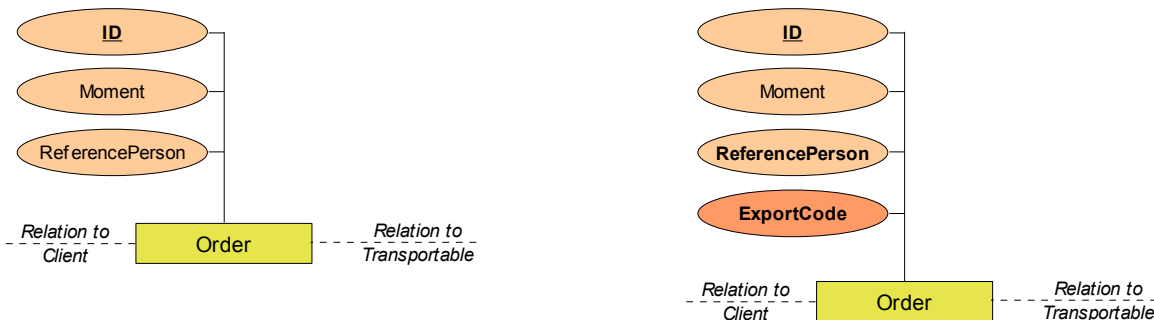 ID
Moment
ReferencePerson
Relation to
Client
Order
Relation to
Transportable
ID
Moment
ReferencePerson
ExportCode
Relation to
Client
Order
Relation to
Transportable